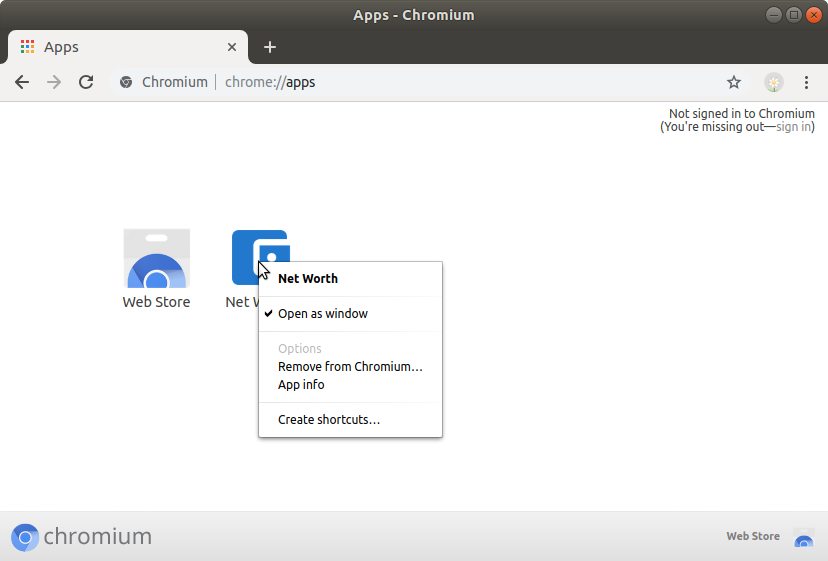 Apps - Chromium
Apps
Chromium | chrome://apps
Not signed in to Chromium
(You're missing out—sign in)
Web Store
Net W
Net Worth
Open as window
Options
Remove from Chromium...
App info
Create shortcuts...
chromium
Web Store